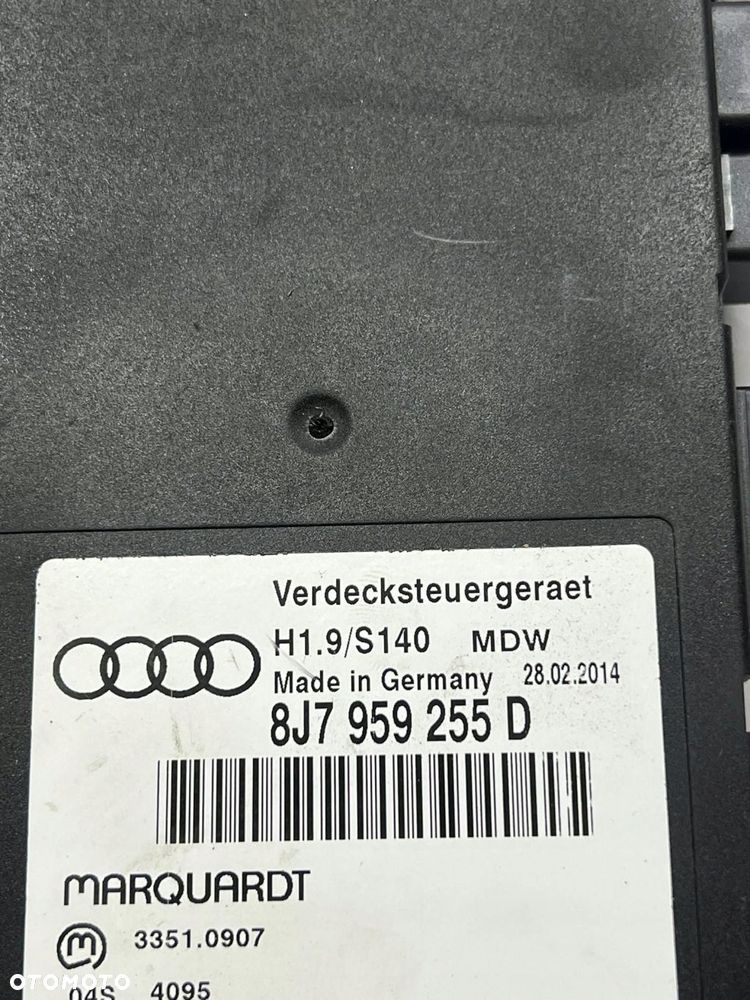 Verdecksteuergeraet
H1.9/S140 MDW
Made in Germany 28.02.2014
8J7 959 255 D
MARQUARDT
m 3351.0907
04S 4095
OTOMOTO